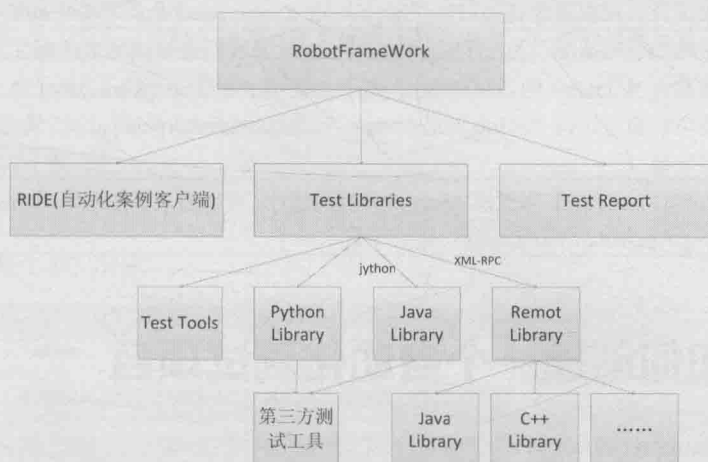 RobotFrameWork
RIDE(自动化案例客户端)
Test Libraries
Test Report
jython
XML-RPC
Test Tools
Python
Library
Java
Library
Remot
Library
第三方测
试工具
Java
Library
C++
Library
……